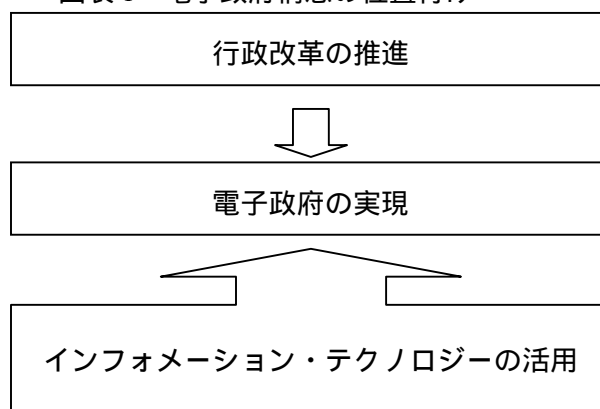 行政改革の推進
電子政府の実現
インフォメーション・テクノロジーの活用